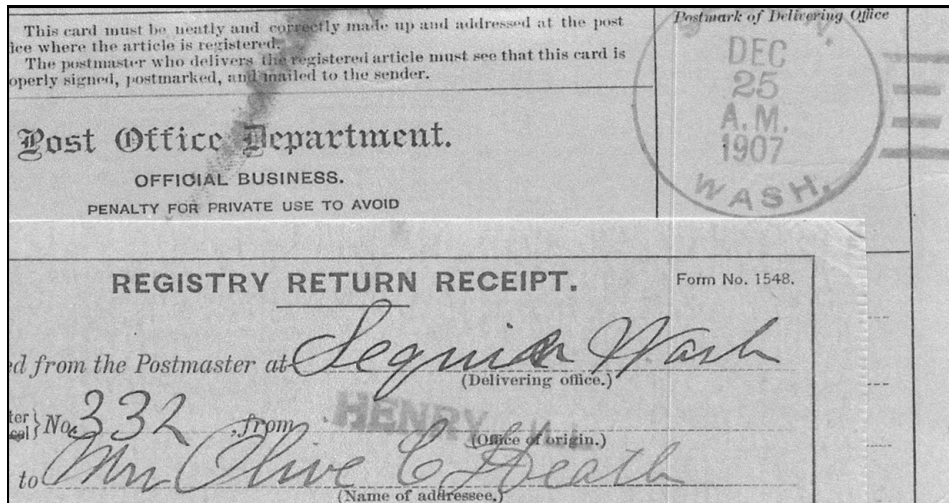 This card must be neatly and correctly made up and addressed at the post
ice where the article is registered.
The postmaster who delivers the registered article must see that this card is
operly signed, postmarked, and mailed to the sender.
Postmark of Delivering Office
DEC
25
A.M.
1907
WASH.
Post Office Department.
OFFICIAL BUSINESS.
PENALTY FOR PRIVATE USE TO AVOID
REGISTRY RETURN RECEIPT.
Form No. 1548.
ed from the Postmaster at Sequim Wash
(Delivering office.)
No. 332, from HENRY
(Office of origin.)
to Mrs Olive C Heath
(Name of addressee.)